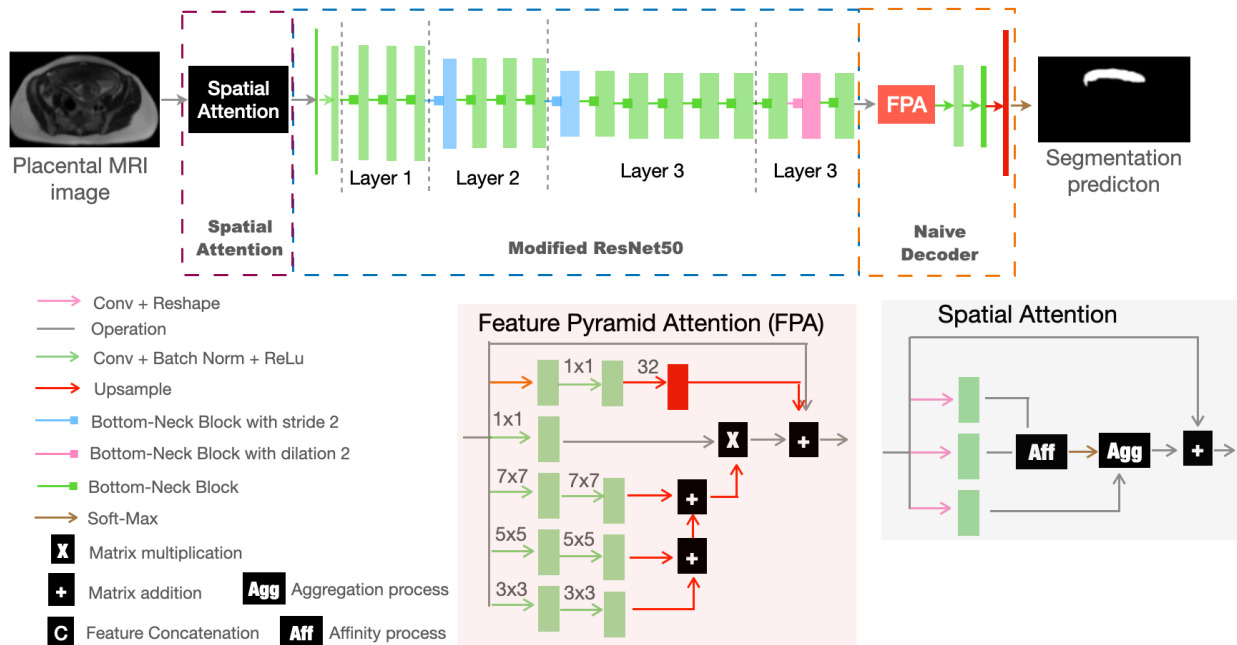 Placental MRI
image
Spatial
Attention
Layer 1
Layer 2
Layer 3
Layer 3
FPA
Segmentation
predicton
Spatial
Attention
Modified ResNet50
Naive
Decoder
Conv + Reshape
Operation
Conv + Batch Norm + ReLu
Upsample
Bottom-Neck Block with stride 2
Bottom-Neck Block with dilation 2
Bottom-Neck Block
Soft-Max
X Matrix multiplication
+ Matrix addition
Agg Aggregation process
C Feature Concatenation
Aff Affinity process
Feature Pyramid Attention (FPA)
1x1 32
1x1
X +
7x7 7x7
+
5x5 5x5
+
3x3 3x3
Spatial Attention
Aff Agg +